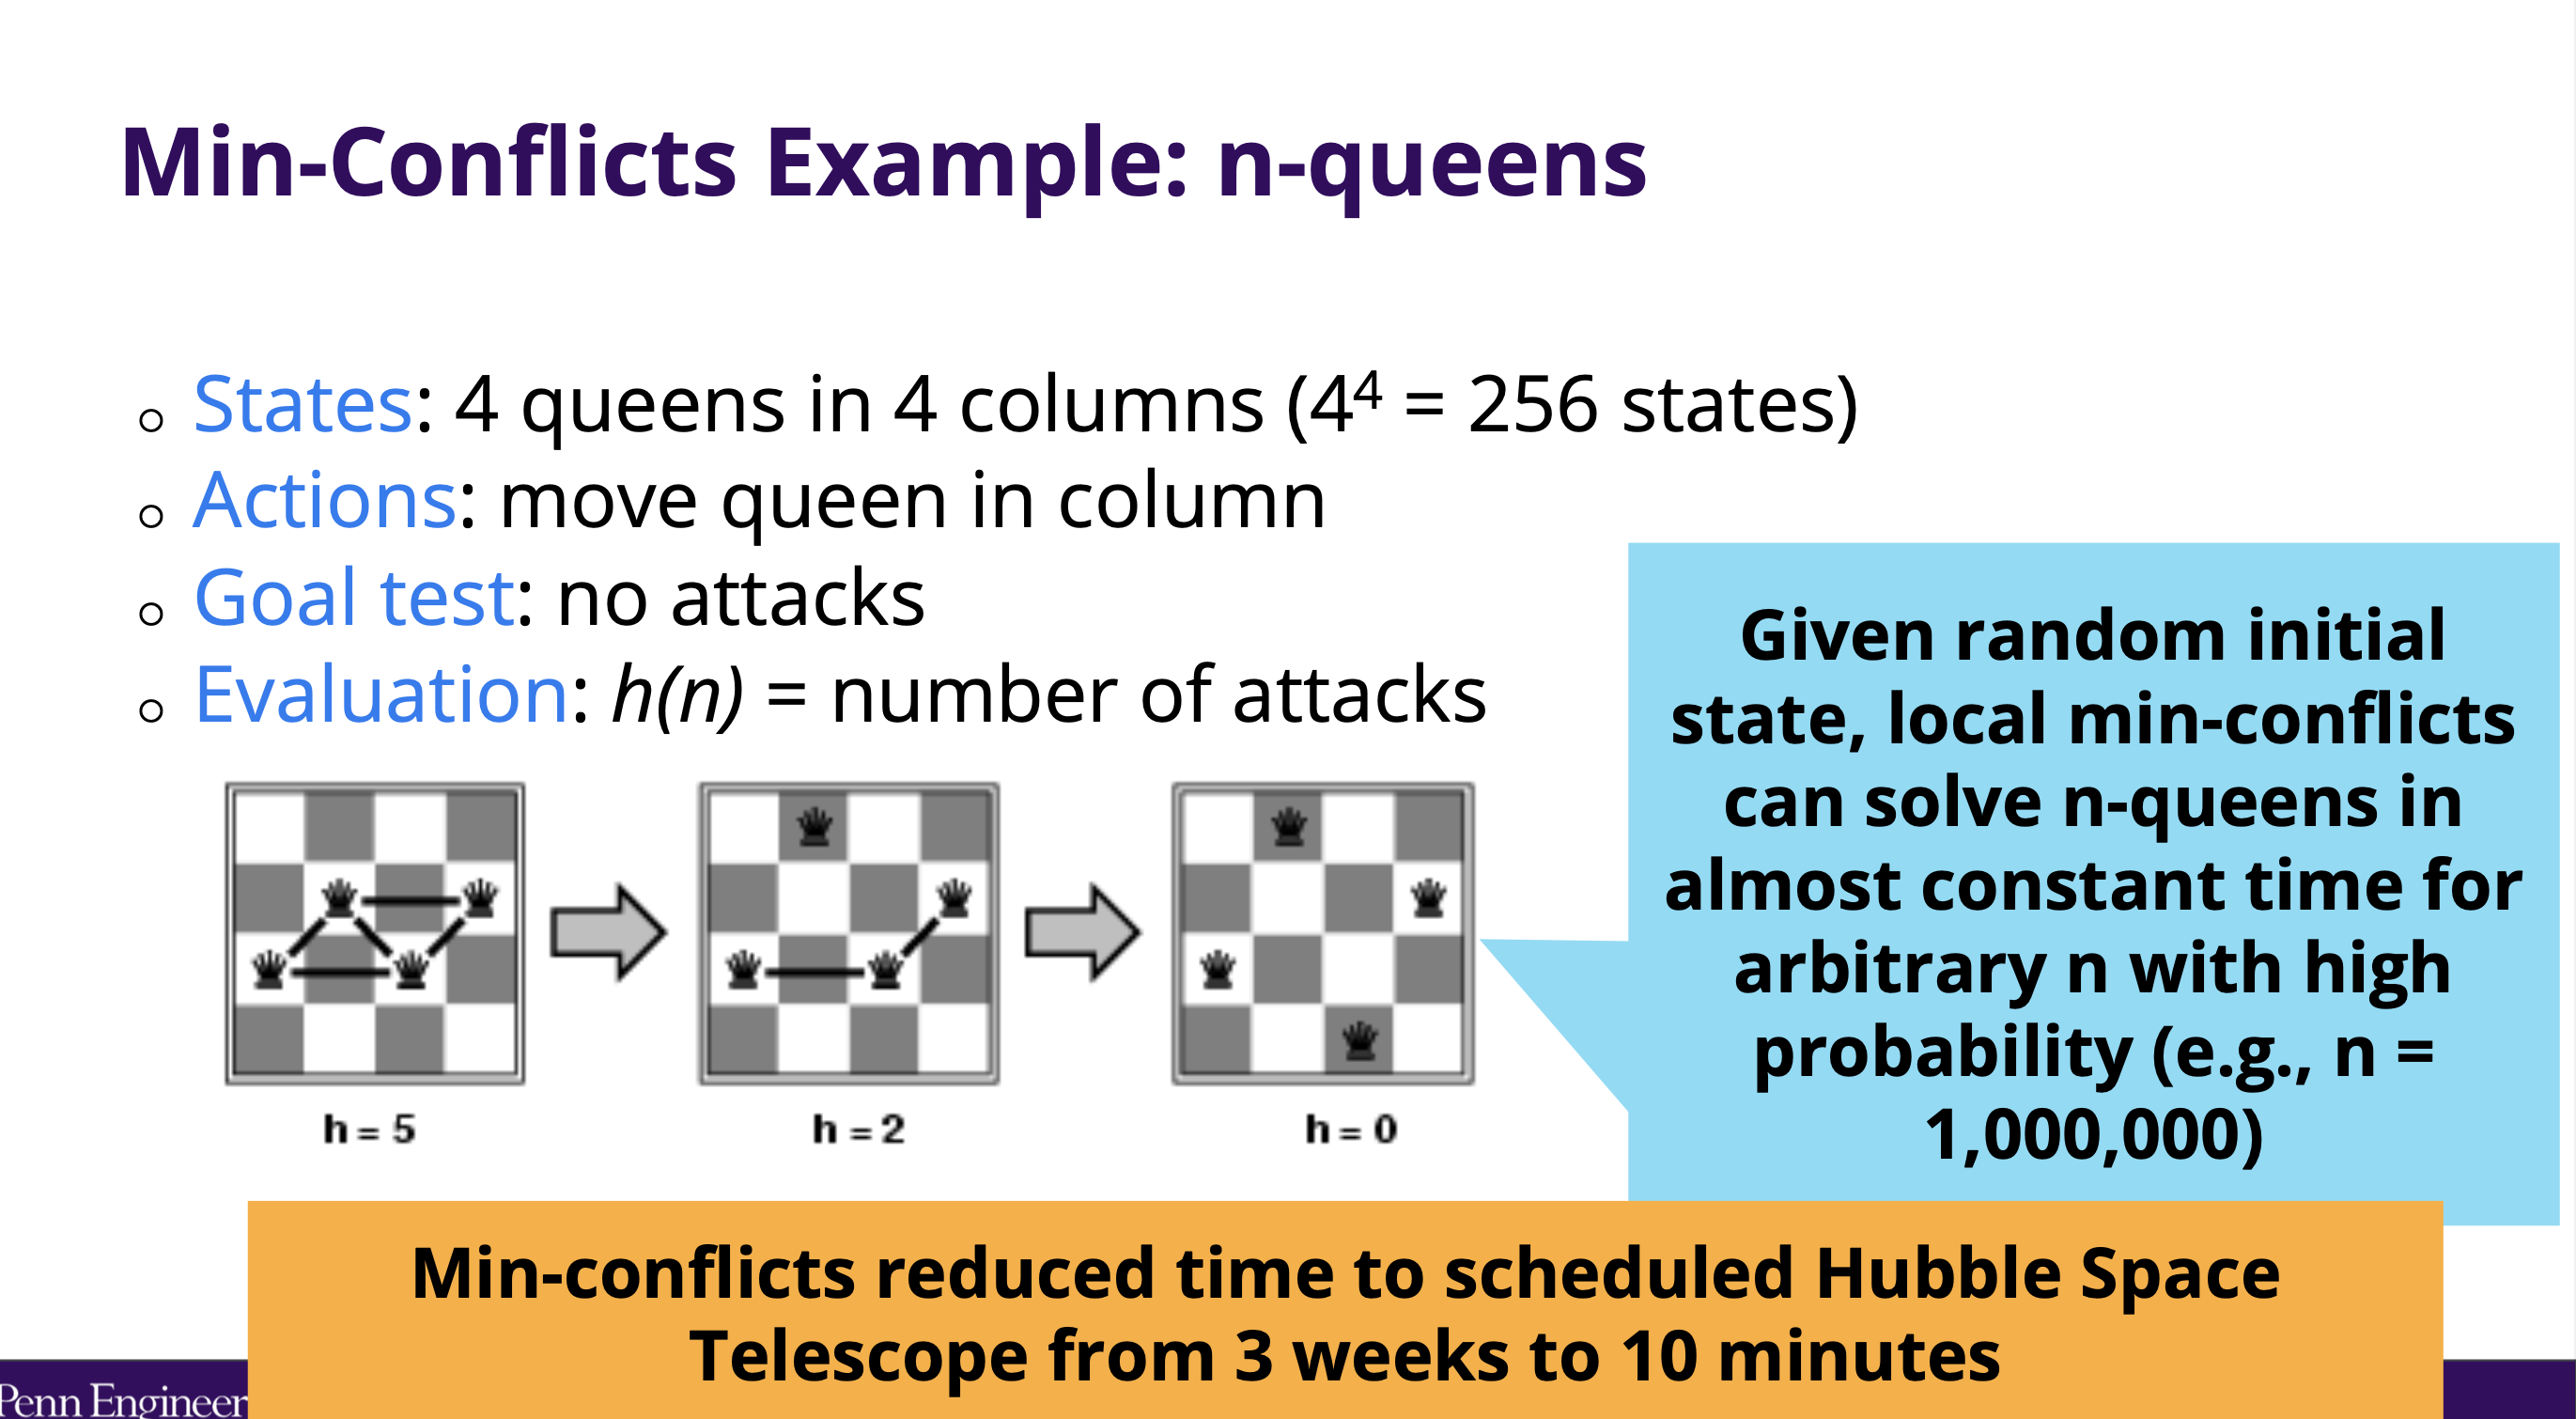 Min-Conflicts Example: n-queens
States: 4 queens in 4 columns (4⁴ = 256 states)
Actions: move queen in column
Goal test: no attacks
Evaluation: h(n) = number of attacks
h = 5
h = 2
h = 0
Given random initial
state, local min-conflicts
can solve n-queens in
almost constant time for
arbitrary n with high
probability (e.g., n =
1,000,000)
Min-conflicts reduced time to scheduled Hubble Space
Telescope from 3 weeks to 10 minutes
Penn Engineer